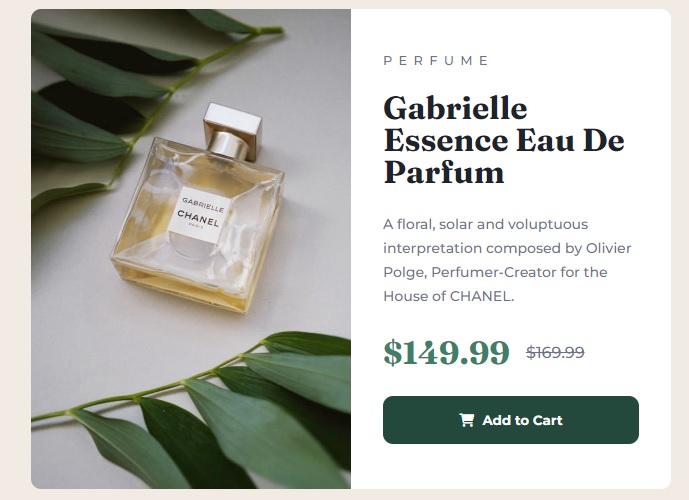 GABRIELLE
CHANEL
PARIS
PERFUME
Gabrielle
Essence Eau De
Parfum
A floral, solar and voluptuous
interpretation composed by Olivier
Polge, Perfumer-Creator for the
House of CHANEL.
$149.99 $169.99
Add to Cart